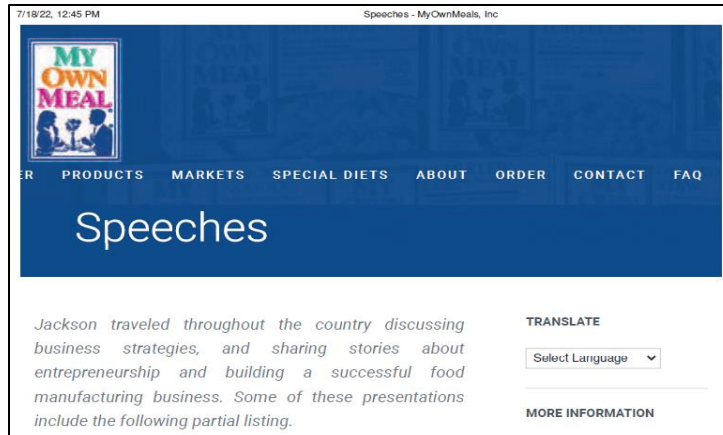 7/18/22, 12:45 PM Speeches - MyOwnMeals, Inc
MY
OWN
MEAL
ER PRODUCTS MARKETS SPECIAL DIETS ABOUT ORDER CONTACT FAQ
Speeches
Jackson traveled throughout the country discussing
business strategies, and sharing stories about
entrepreneurship and building a successful food
manufacturing business. Some of these presentations
include the following partial listing.
TRANSLATE
Select Language
MORE INFORMATION